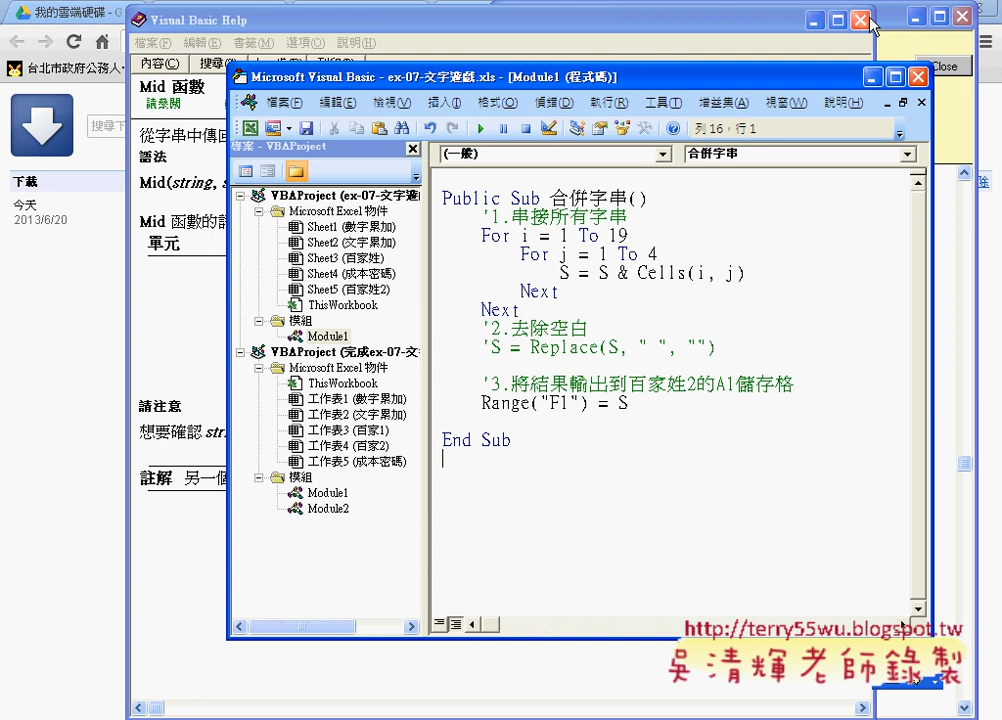 我的雲端硬碟 - G
Visual Basic Help
檔案(F) 編輯(E) 書籤(M) 選項(O) 說明(H)
台北市政府公務人
內容(C) 搜尋(
Close
Mid 函數
請參閱
搜尋下
從字串中傳回
語法
Mid(string, s
下載
今天
2013/6/20
Mid 函數的
單元
請注意
想要確認 str
註解 另一個
Microsoft Visual Basic - ex-07-文字遊戲.xls - [Module1 (程式碼)]
檔案(F) 編輯(E) 檢視(V) 插入(I) 格式(O) 偵錯(D) 執行(R) 工具(T) 增益集(A) 視窗(W) 說明(H)
列 16，行 1
專案 - VBAProject
VBAProject (ex-07-文字遊
Microsoft Excel 物件
Sheet1 (數字累加)
Sheet2 (文字累加)
Sheet3 (百家姓)
Sheet4 (成本密碼)
Sheet5 (百家姓2)
ThisWorkbook
模組
Module1
VBAProject (完成ex-07-文
Microsoft Excel 物件
ThisWorkbook
工作表1 (數字累加)
工作表2 (文字累加)
工作表3 (百家1)
工作表4 (百家2)
工作表5 (成本密碼)
模組
Module1
Module2
(一般)
合併字串
Public Sub 合併字串()
'1.串接所有字串
For i = 1 To 19
For j = 1 To 4
S = S & Cells(i, j)
Next
Next
'2.去除空白
'S = Replace(S, " ", "")
'3.將結果輸出到百家姓2的A1儲存格
Range("F1") = S
End Sub
http://terry55wu.blogspot.tw
吳清輝老師錄製